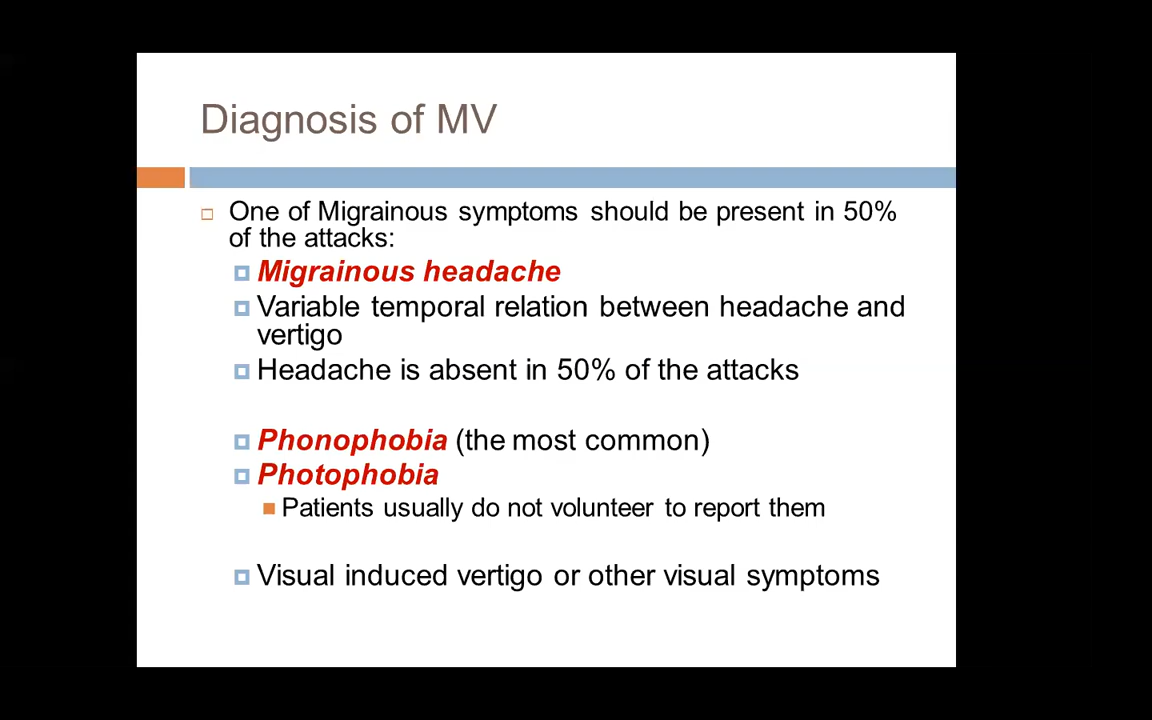 Diagnosis of MV
One of Migrainous symptoms should be present in 50%
of the attacks:
Migrainous headache
Variable temporal relation between headache and
vertigo
Headache is absent in 50% of the attacks
Phonophobia (the most common)
Photophobia
Patients usually do not volunteer to report them
Visual induced vertigo or other visual symptoms